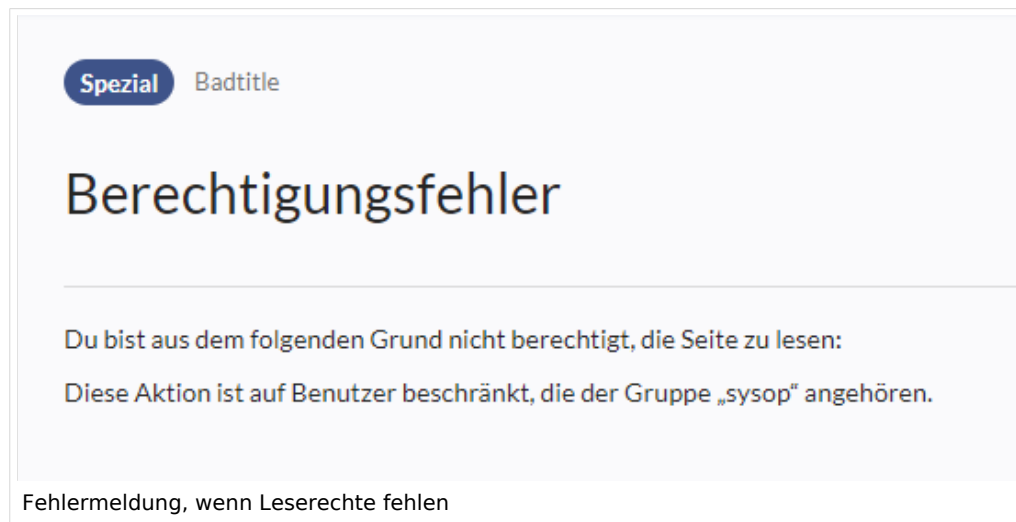 Spezial Badtitle
Berechtigungsfehler
Du bist aus dem folgenden Grund nicht berechtigt, die Seite zu lesen:
Diese Aktion ist auf Benutzer beschränkt, die der Gruppe „sysop“ angehören.
Fehlermeldung, wenn Leserechte fehlen